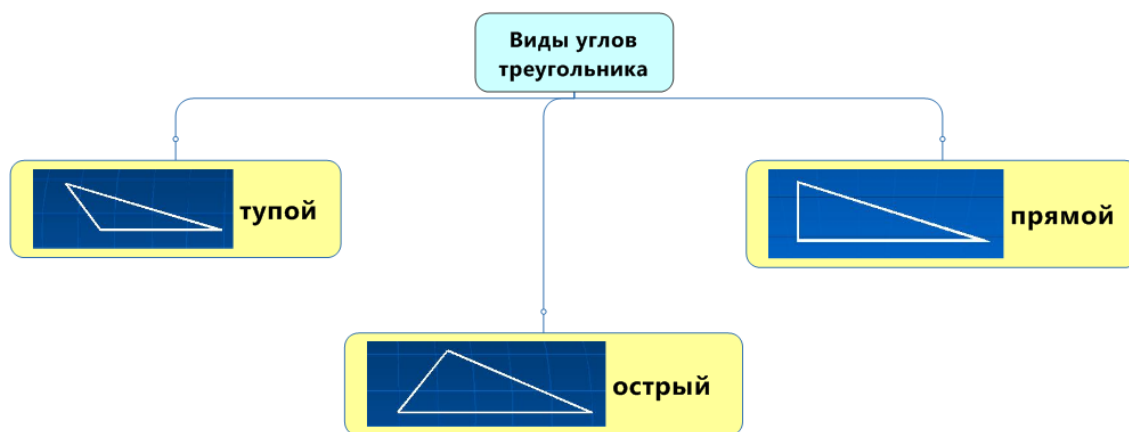 Виды углов
треугольника
тупой
прямой
острый